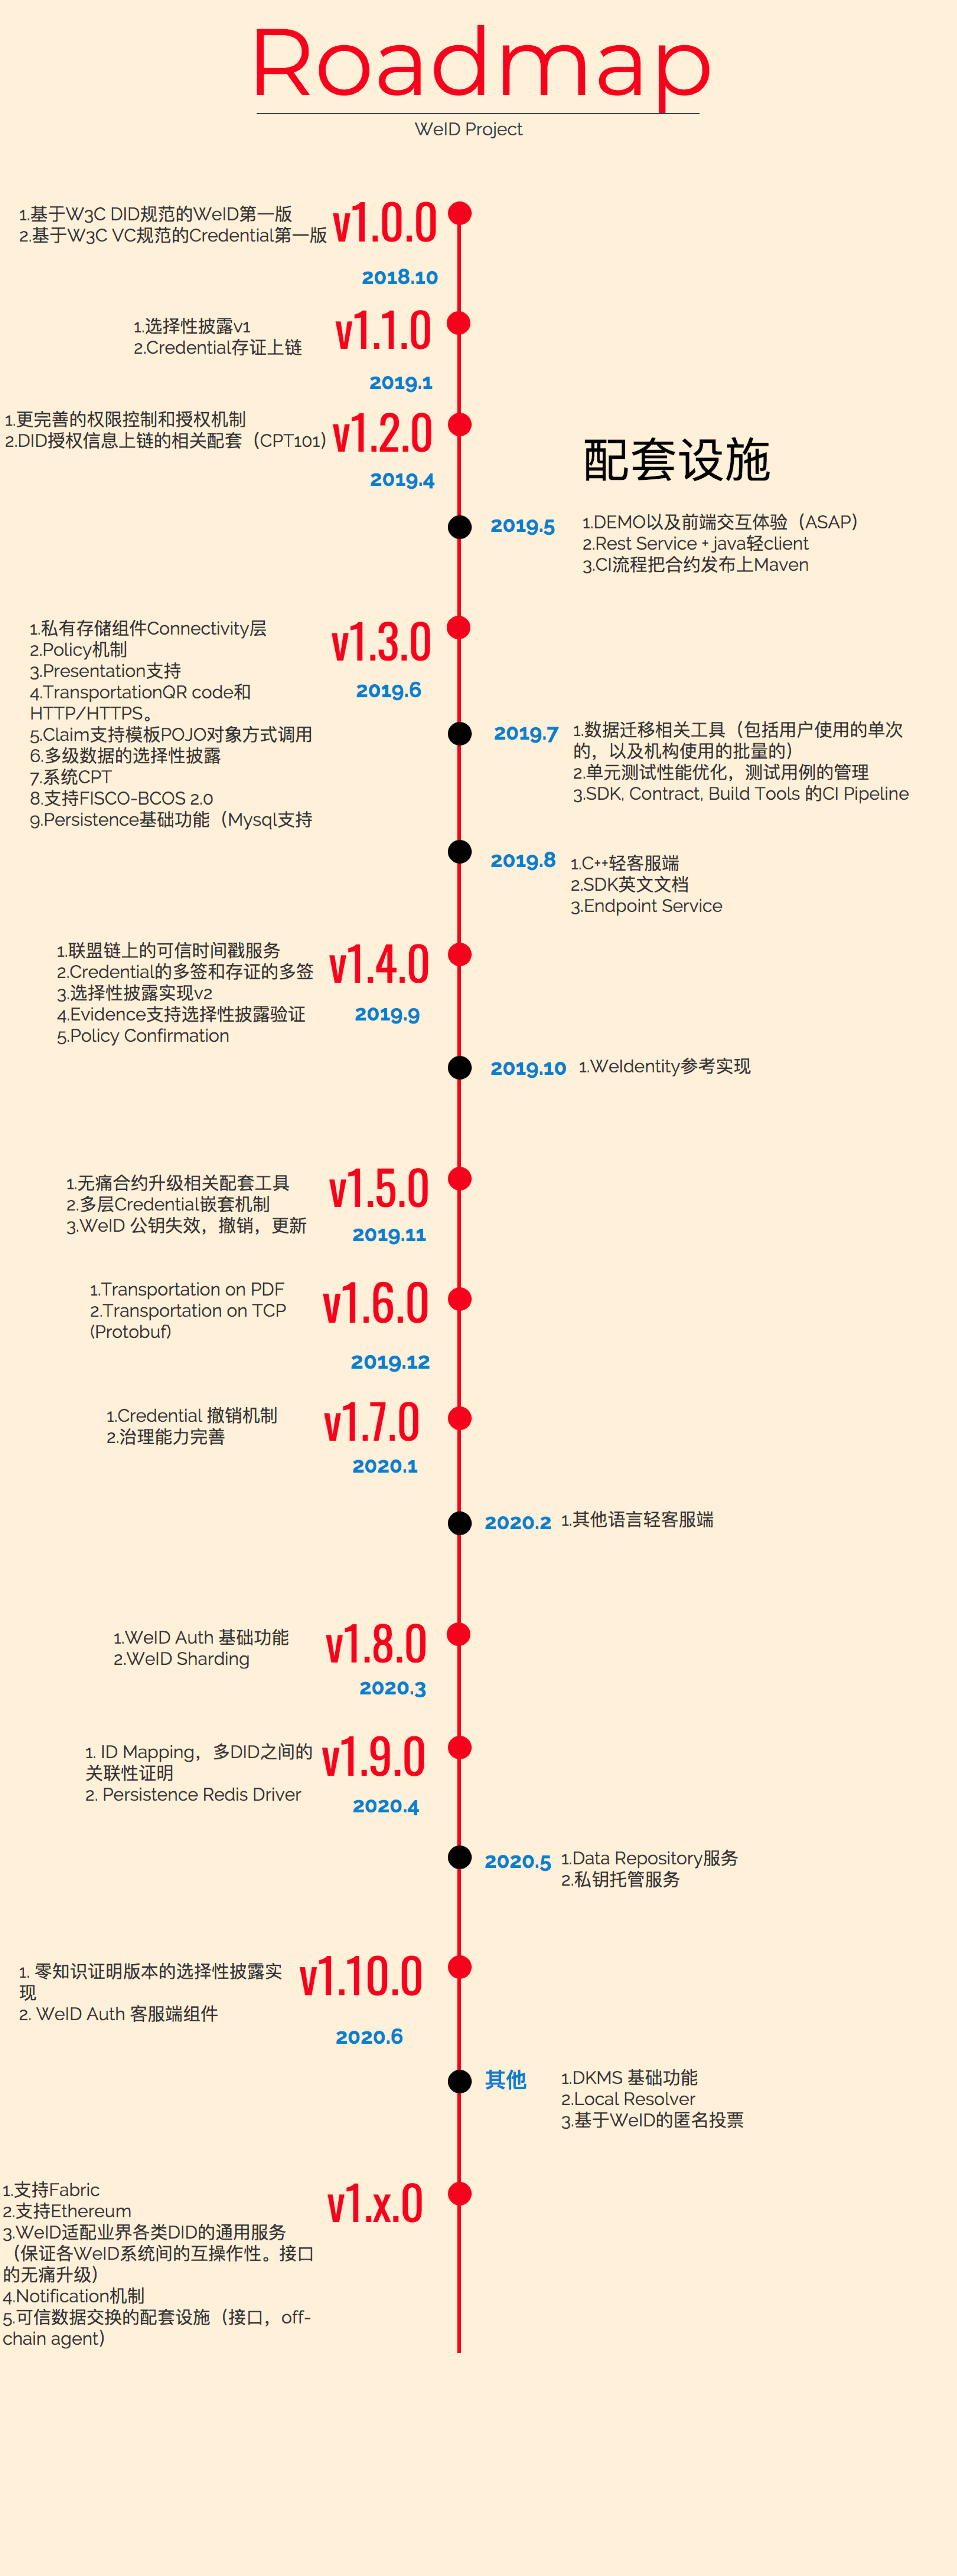 Roadmap
WeID Project
1.基于W3C DID规范的WeID第一版
2.基于W3C VC规范的Credential第一版
v1.0.0
2018.10
1.选择性披露v1
2.Credential存证上链
v1.1.0
2019.1
1.更完善的权限控制和授权机制
2.DID授权信息上链的相关配套（CPT101）
v1.2.0
2019.4
配套设施
2019.5
1.DEMO以及前端交互体验（ASAP）
2.Rest Service + java轻client
3.CI流程把合约发布上Maven
1.私有存储组件Connectivity层
2.Policy机制
3.Presentation支持
4.TransportationQR code和
HTTP/HTTPS。
5.Claim支持模板POJO对象方式调用
6.多级数据的选择性披露
7.系统CPT
8.支持FISCO-BCOS 2.0
9.Persistence基础功能（Mysql支持
v1.3.0
2019.6
2019.7
1.数据迁移相关工具（包括用户使用的单次
的，以及机构使用的批量的）
2.单元测试性能优化，测试用例的管理
3.SDK, Contract, Build Tools 的CI Pipeline
2019.8
1.C++轻客服端
2.SDK英文文档
3.Endpoint Service
1.联盟链上的可信时间戳服务
2.Credential的多签和存证的多签
3.选择性披露实现v2
4.Evidence支持选择性披露验证
5.Policy Confirmation
v1.4.0
2019.9
2019.10
1.WeIdentity参考实现
1.无痛合约升级相关配套工具
2.多层Credential嵌套机制
3.WeID 公钥失效，撤销，更新
v1.5.0
2019.11
1.Transportation on PDF
2.Transportation on TCP
(Protobuf)
v1.6.0
2019.12
1.Credential 撤销机制
2.治理能力完善
v1.7.0
2020.1
2020.2
1.其他语言轻客服端
1.WeID Auth 基础功能
2.WeID Sharding
v1.8.0
2020.3
1. ID Mapping，多DID之间的
关联性证明
2. Persistence Redis Driver
v1.9.0
2020.4
2020.5
1.Data Repository服务
2.私钥托管服务
1. 零知识证明版本的选择性披露实
现
2. WeID Auth 客服端组件
v1.10.0
2020.6
其他
1.DKMS 基础功能
2.Local Resolver
3.基于WeID的匿名投票
1.支持Fabric
2.支持Ethereum
3.WeID适配业界各类DID的通用服务
（保证各WeID系统间的互操作性。接口
的无痛升级）
4.Notification机制
5.可信数据交换的配套设施（接口，off-
chain agent）
v1.x.0